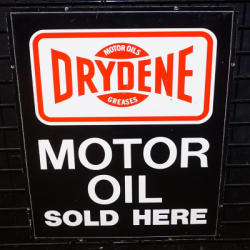 MOTOR OILS
DRYDENE
GREASES
MOTOR
OIL
SOLD HERE